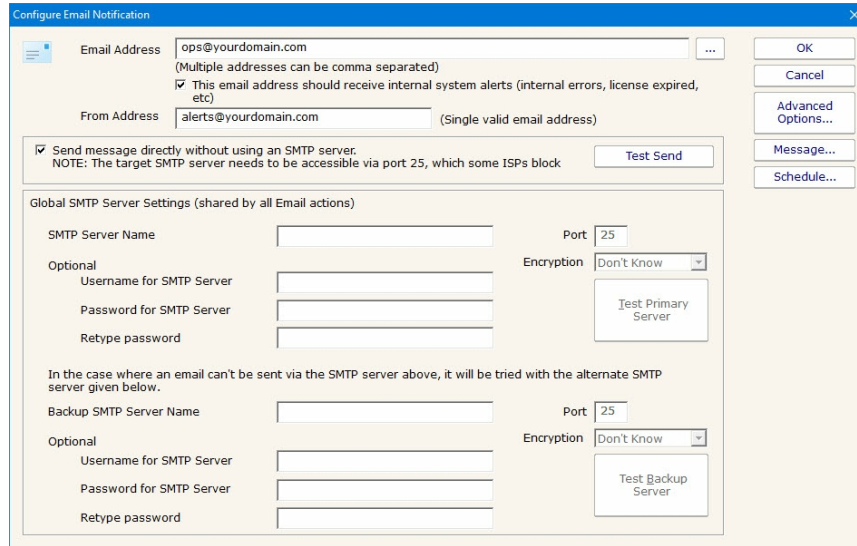 Configure Email Notification
Email Address
ops@yourdomain.com
...
(Multiple addresses can be comma separated)
This email address should receive internal system alerts (internal errors, license expired,
etc)
From Address
alerts@yourdomain.com
(Single valid email address)
OK
Cancel
Advanced
Options...
Message...
Schedule...
Send message directly without using an SMTP server.
NOTE: The target SMTP server needs to be accessible via port 25, which some ISPs block
Test Send
Global SMTP Server Settings (shared by all Email actions)
SMTP Server Name
Port 25
Optional
Encryption Don't Know
Username for SMTP Server
Password for SMTP Server
Retype password
Test Primary
Server
In the case where an email can't be sent via the SMTP server above, it will be tried with the alternate SMTP
server given below.
Backup SMTP Server Name
Port 25
Optional
Encryption Don't Know
Username for SMTP Server
Password for SMTP Server
Retype password
Test Backup
Server